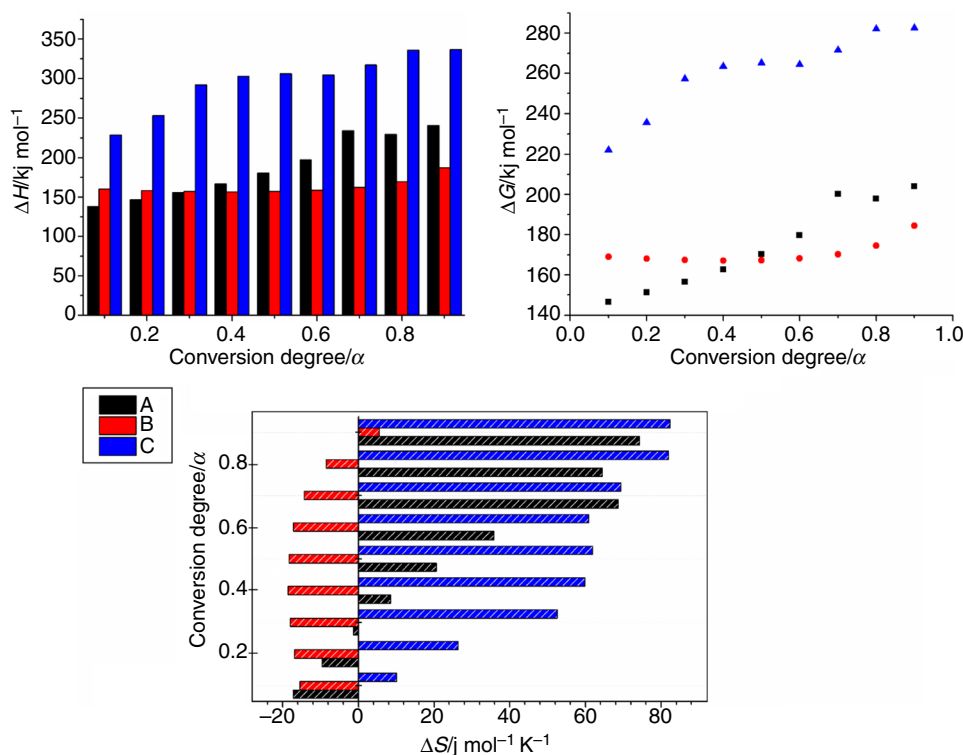 350
300
250
200
150
100
50
0
ΔH/kj mol⁻¹
0.2 0.4 0.6 0.8
Conversion degree/α
280
260
240
220
200
180
160
140
ΔG/kj mol⁻¹
0.0 0.2 0.4 0.6 0.8 1.0
Conversion degree/α
A
B
C
0.8
0.6
0.4
0.2
Conversion degree/α
−20 0 20 40 60 80
ΔS/j mol⁻¹ K⁻¹